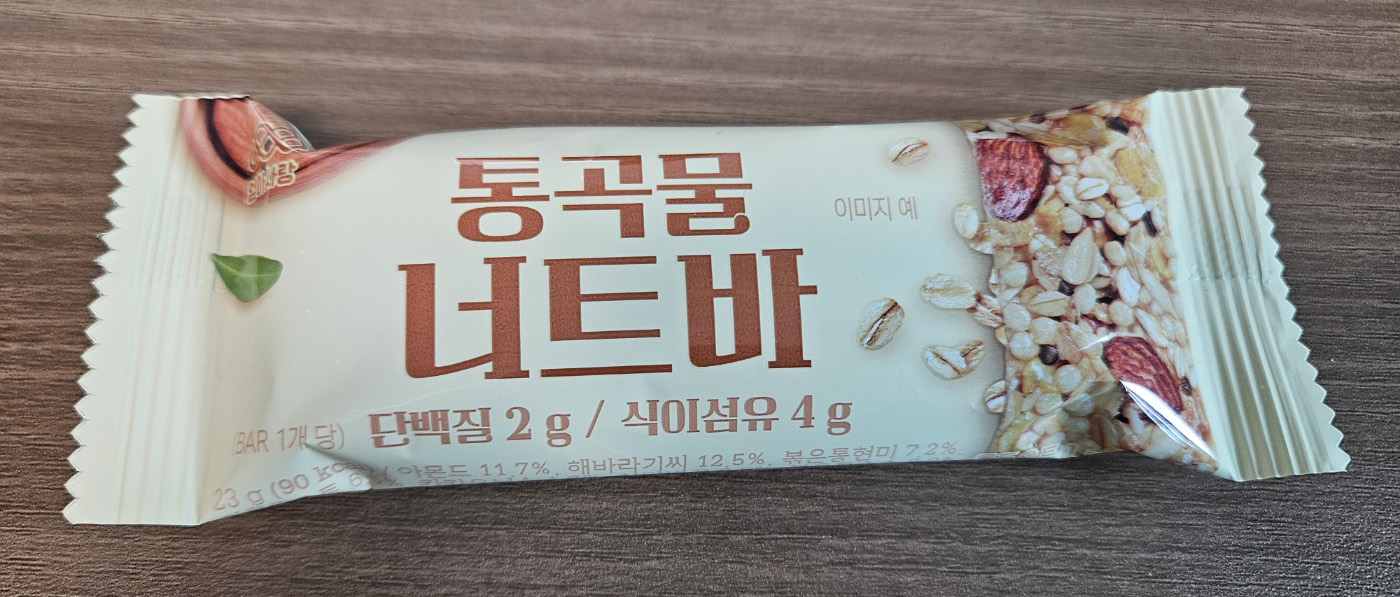 통곡물
너트바
이미지 예
(BAR 1개 당) 단백질 2 g / 식이섬유 4 g
23 g (90 kc / 아몬드 11.7%, 해바라기씨 12.5%, 볶은통현미 7.2%